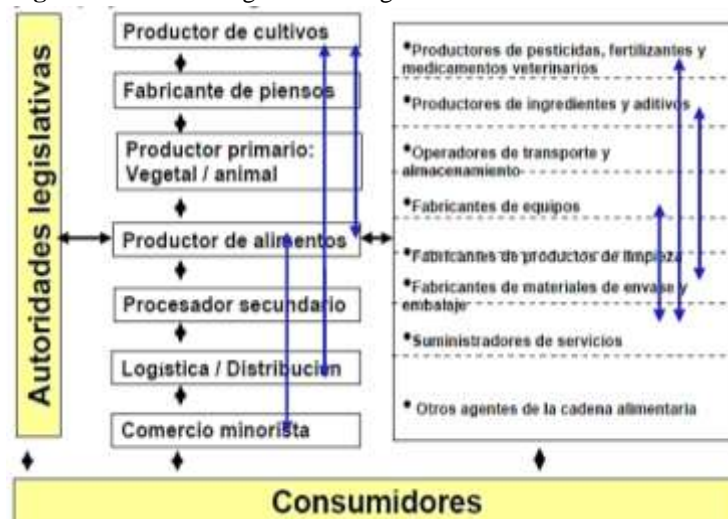 Autoridades legislativas
Productor de cultivos
Fabricante de piensos
Productor primario:
Vegetal / animal
Productor de alimentos
Procesador secundario
Logística / Distribución
Comercio minorista
•Productores de pesticidas, fertilizantes y
medicamentos veterinarios
•Productores de ingredientes y aditivos
•Operadores de transporte y
almacenamiento
•Fabricantes de equipos
•Fabricantes de productos de limpieza
•Fabricantes de materiales de envase y
embalaje
•Suministradores de servicios
• Otros agentes de la cadena alimentaria
Consumidores